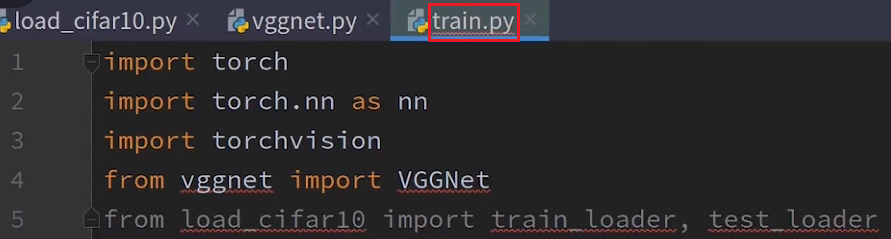 load_cifar10.py vggnet.py train.py
1 import torch
2 import torch.nn as nn
3 import torchvision
4 from vggnet import VGGNet
5 from load_cifar10 import train_loader, test_loader